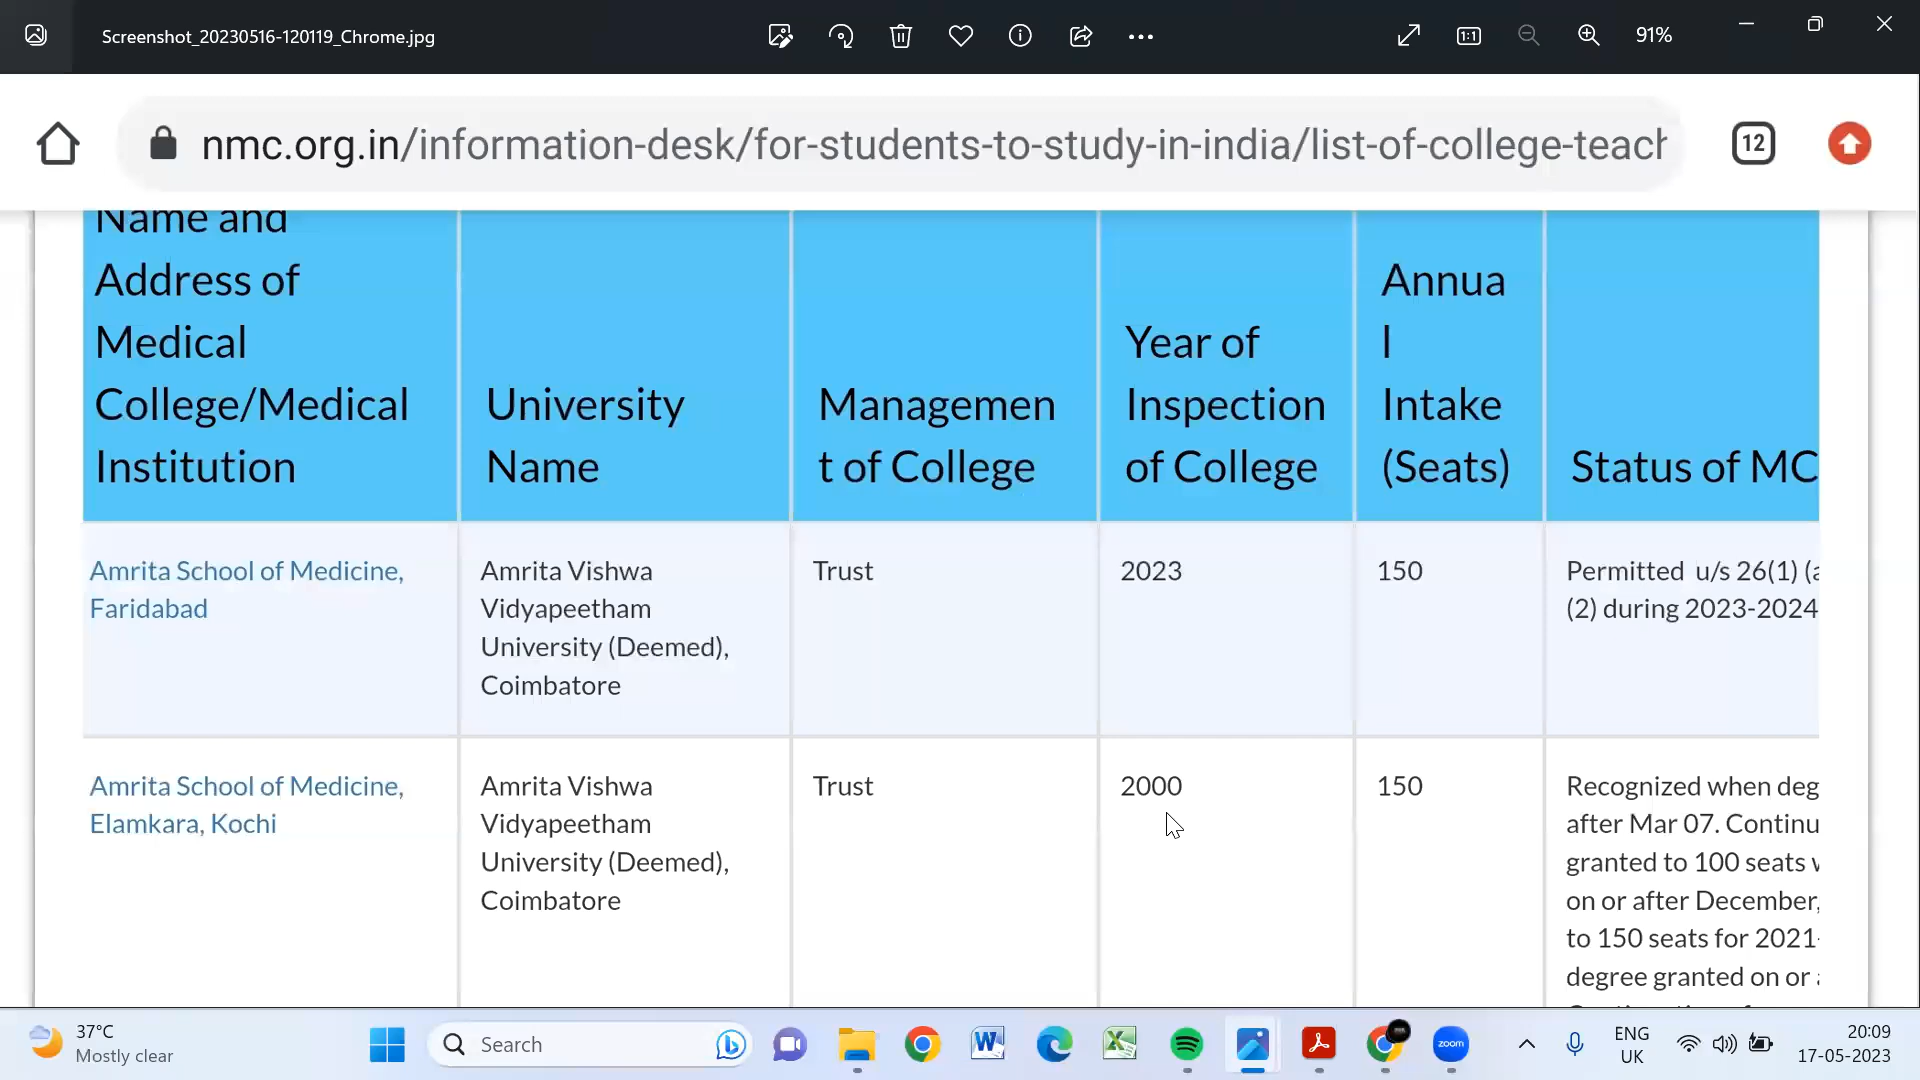 Screenshot_20230516-120119_Chrome.jpg
1:1
91%
nmc.org.in/information-desk/for-students-to-study-in-india/list-of-college-teach
12
Name and
Address of
Medical
College/Medical
Institution
University
Name
Managemen
t of College
Year of
Inspection
of College
Annua
l
Intake
(Seats)
Status of MC
Amrita School of Medicine,
Faridabad
Amrita Vishwa
Vidyapeetham
University (Deemed),
Coimbatore
Trust
2023
150
Permitted u/s 26(1) (a
(2) during 2023-2024
Amrita School of Medicine,
Elamkara, Kochi
Amrita Vishwa
Vidyapeetham
University (Deemed),
Coimbatore
Trust
2000
150
Recognized when deg
after Mar 07. Continu
granted to 100 seats
on or after December,
to 150 seats for 2021-
degree granted on or
37°C
Mostly clear
Search
zoom
ENG
UK
20:09
17-05-2023